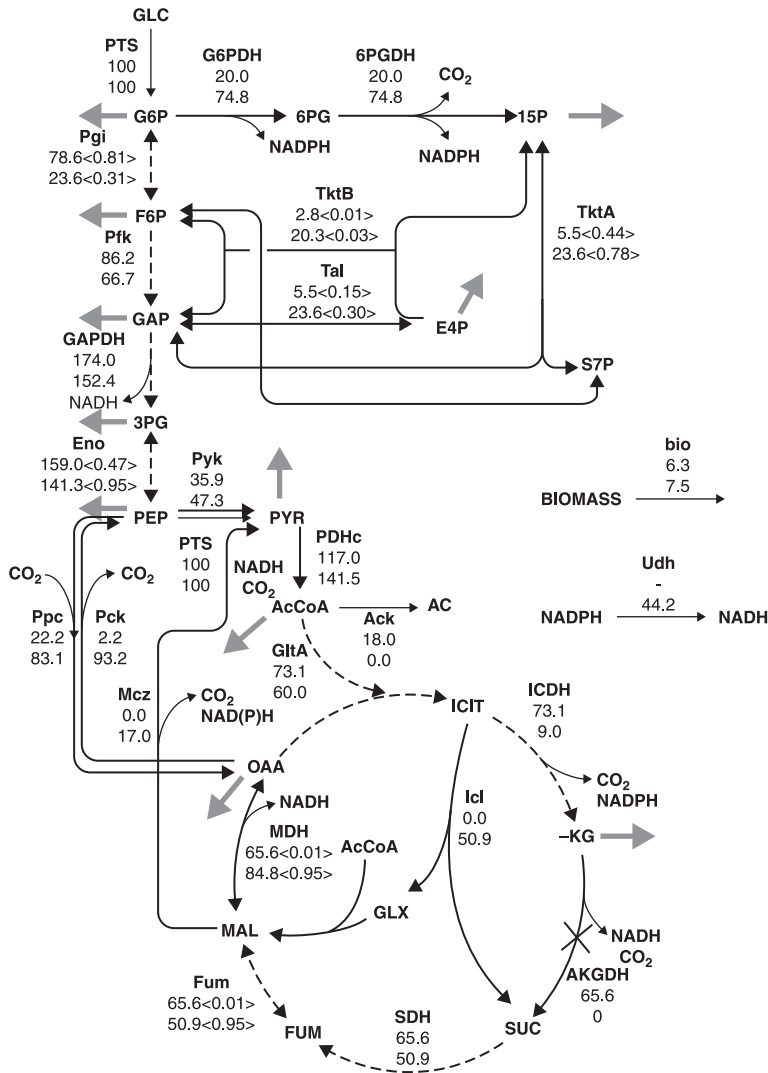 GLC
PTS
100
100
G6PDH
20.0
74.8
6PGDH
20.0
74.8
CO2
G6P
6PG
15P
NADPH
NADPH
Pgi
78.6<0.81>
23.6<0.31>
F6P
TktB
2.8<0.01>
20.3<0.03>
TktA
5.5<0.44>
23.6<0.78>
Pfk
86.2
66.7
Tal
5.5<0.15>
23.6<0.30>
GAP
E4P
GAPDH
174.0
152.4
NADH
S7P
3PG
Eno
159.0<0.47>
141.3<0.95>
Pyk
35.9
47.3
bio
6.3
7.5
BIOMASS
PEP
PYR
PTS
100
100
PDHc
117.0
141.5
NADH
CO2
CO2
CO2
Udh
-
44.2
NADPH
NADH
AcCoA
AC
Ack
18.0
0.0
Ppc
22.2
83.1
Pck
2.2
93.2
GltA
73.1
60.0
Mcz
0.0
17.0
CO2
NAD(P)H
ICIT
ICDH
73.1
9.0
OAA
CO2
NADPH
NADH
Icl
0.0
50.9
MDH
65.6<0.01>
84.8<0.95>
AcCoA
–KG
GLX
MAL
NADH
CO2
AKGDH
65.6
0
Fum
65.6<0.01>
50.9<0.95>
FUM
SDH
65.6
50.9
SUC